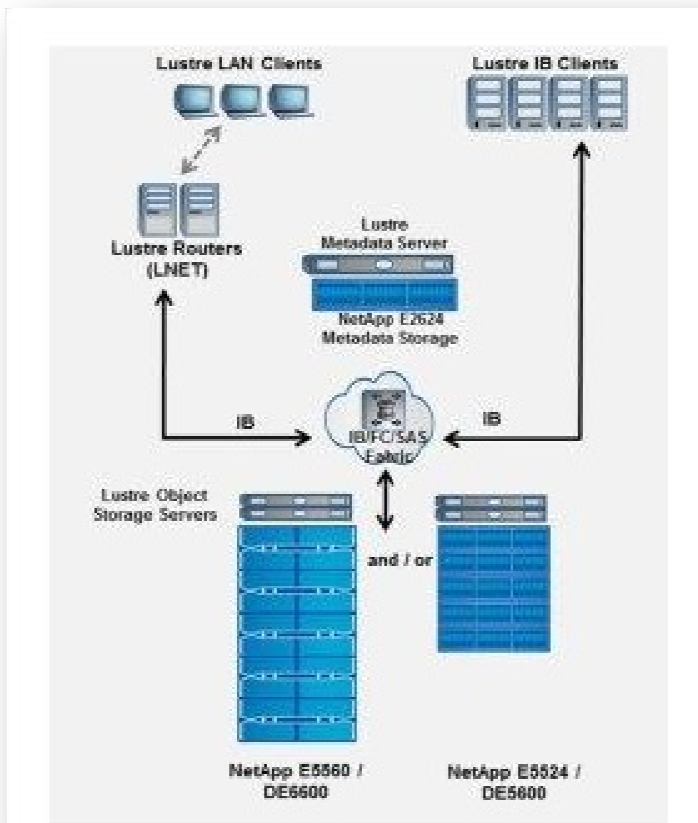 Lustre LAN Clients
Lustre IB Clients
Lustre Routers
(LNET)
Lustre
Metadata Server
NetApp E2624
Metadata Storage
IB
IB/FC/SAS
Fabric
IB
Lustre Object
Storage Servers
and / or
NetApp E5560 /
DE6600
NetApp E5524 /
DE5600